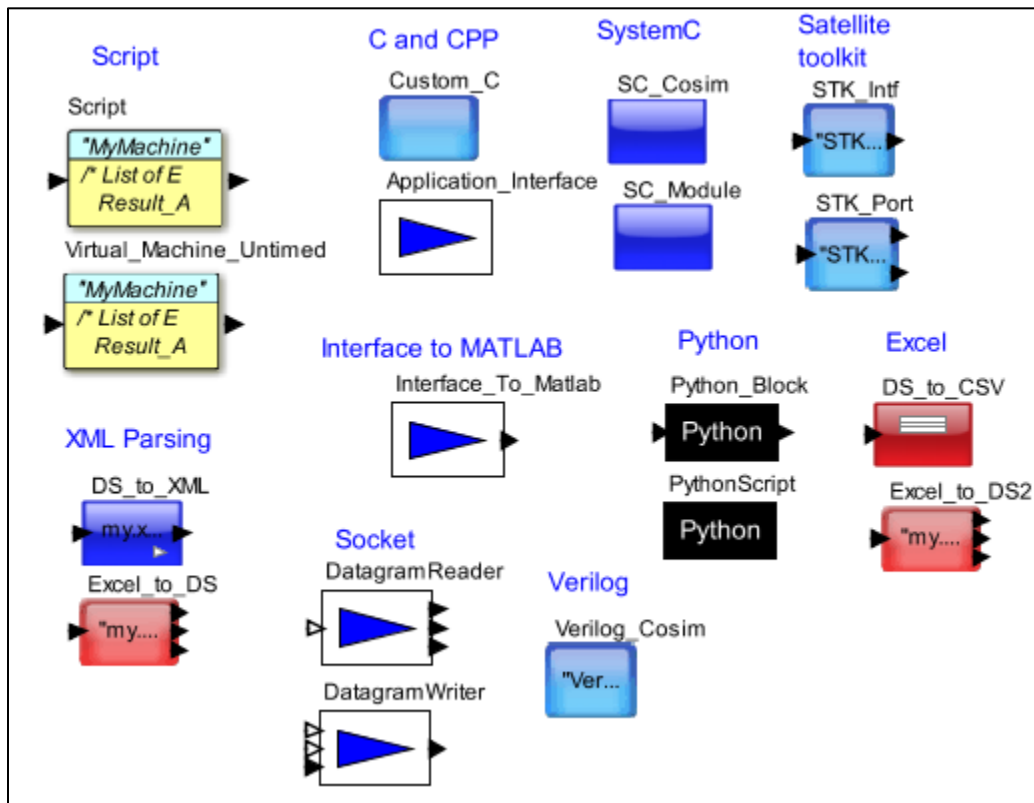 Script
Script
"MyMachine"
/* List of E
Result_A
Virtual_Machine_Untimed
"MyMachine"
/* List of E
Result_A
C and CPP
Custom_C
Application_Interface
SystemC
SC_Cosim
SC_Module
Satellite
toolkit
STK_Intf
"STK...
STK_Port
"STK...
XML Parsing
DS_to_XML
my.x...
Excel_to_DS
"my....
Interface to MATLAB
Interface_To_Matlab
Python
Python_Block
Python
PythonScript
Python
Excel
DS_to_CSV
Excel_to_DS2
"my....
Socket
DatagramReader
DatagramWriter
Verilog
Verilog_Cosim
"Ver...